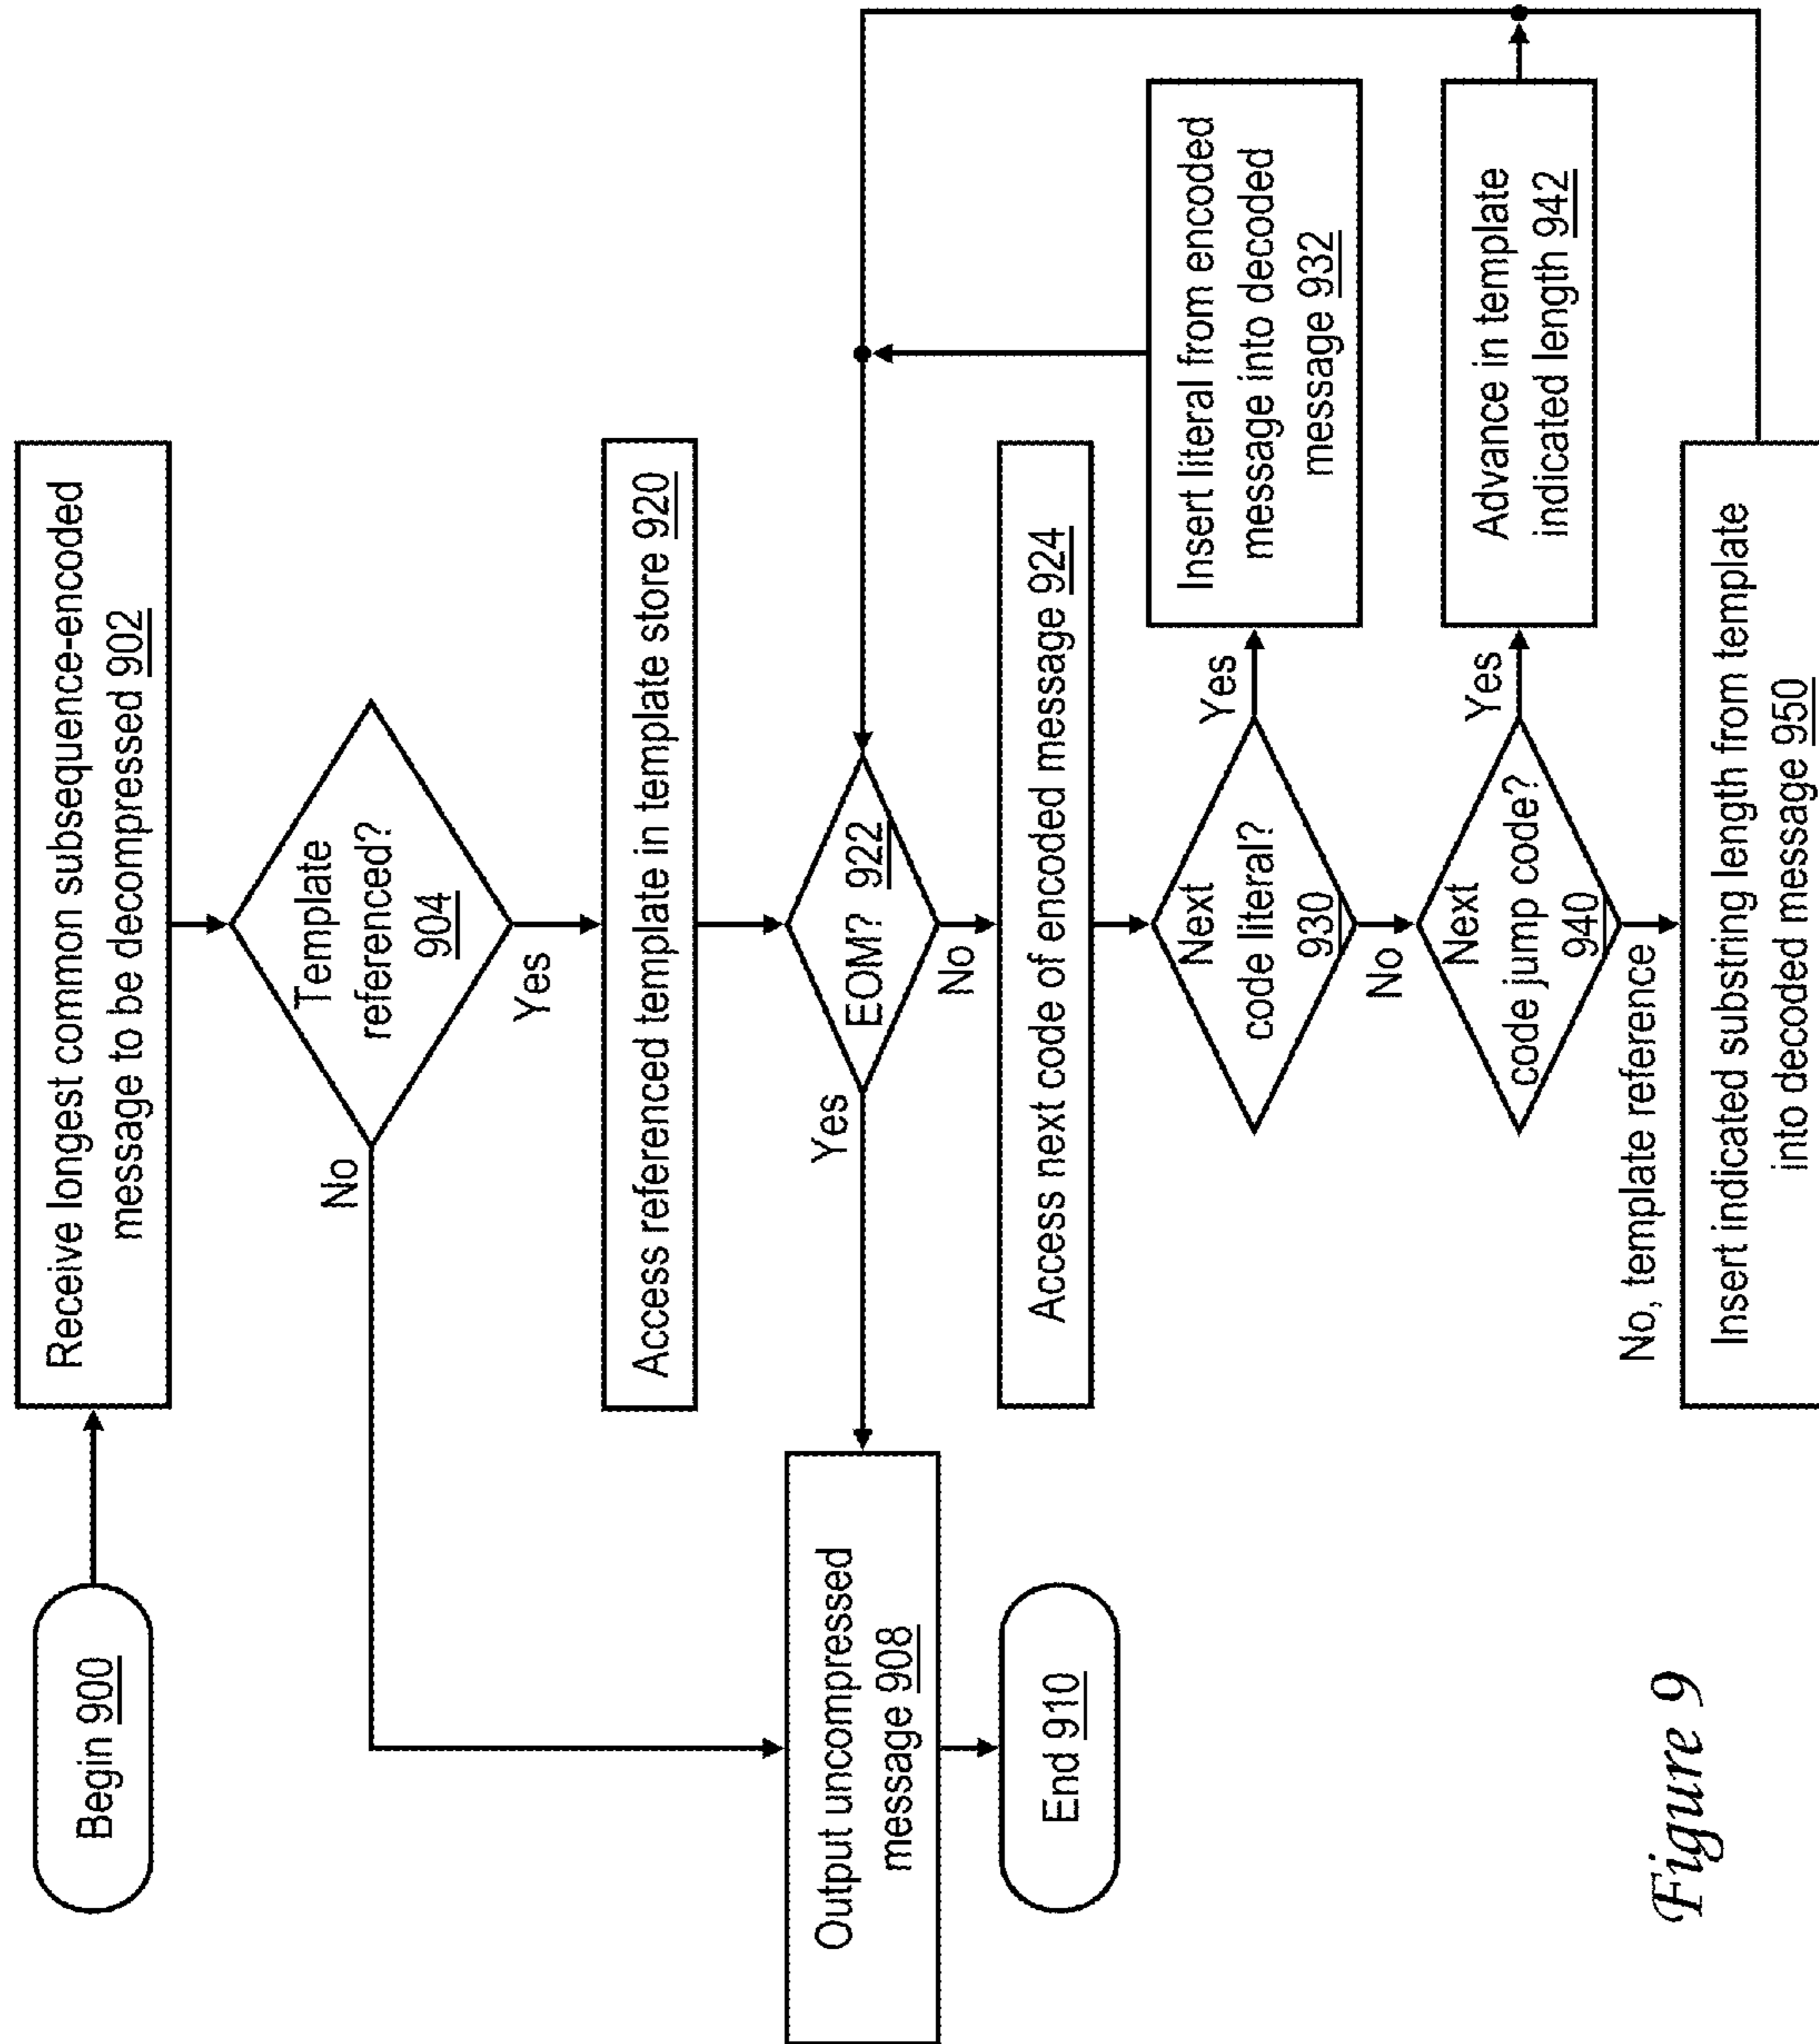 Begin 900
Receive longest common subsequence-encoded
message to be decompressed 902
Template
referenced?
904
No
Yes
Access referenced template in template store 920
EOM? 922
Yes
No
Output uncompressed
message 908
End 910
Access next code of encoded message 924
Next
code literal?
930
Yes
No
Insert literal from encoded
message into decoded
message 932
Next
code jump code?
940
Yes
Advance in template
indicated length 942
No, template reference
Insert indicated substring length from template
into decoded message 950
Figure 9